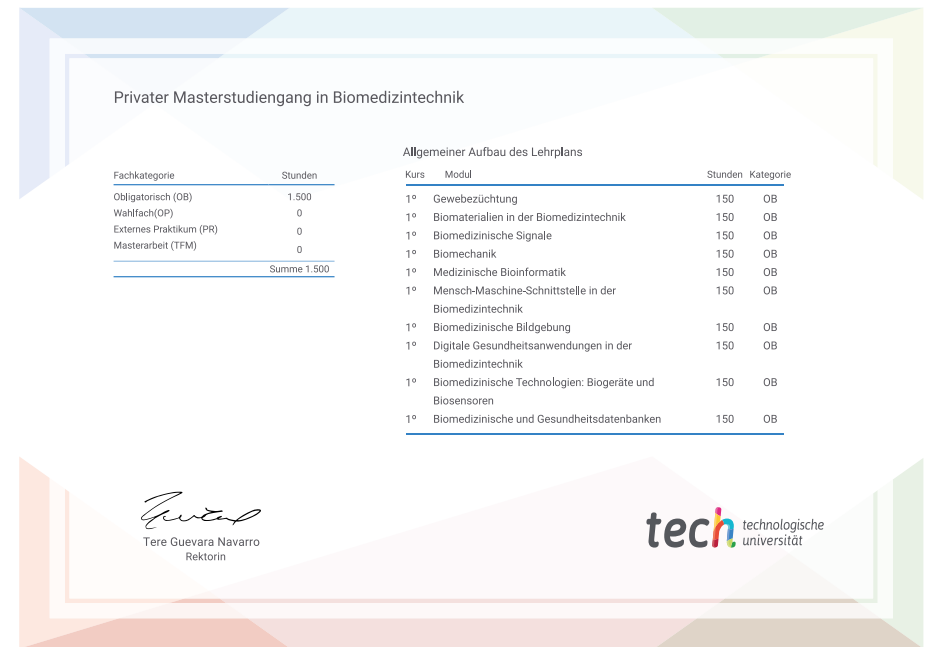 Privater Masterstudiengang in Biomedizintechnik
Fachkategorie Stunden
Obligatorisch (OB) 1.500
Wahlfach(OP) 0
Externes Praktikum (PR) 0
Masterarbeit (TFM) 0
Summe 1.500
Allgemeiner Aufbau des Lehrplans
Kurs Modul Stunden Kategorie
1º Gewebezüchtung 150 OB
1º Biomaterialien in der Biomedizintechnik 150 OB
1º Biomedizinische Signale 150 OB
1º Biomechanik 150 OB
1º Medizinische Bioinformatik 150 OB
1º Mensch-Maschine-Schnittstelle in der 150 OB
Biomedizintechnik
1º Biomedizinische Bildgebung 150 OB
1º Digitale Gesundheitsanwendungen in der 150 OB
Biomedizintechnik
1º Biomedizinische Technologien: Biogeräte und 150 OB
Biosensoren
1º Biomedizinische und Gesundheitsdatenbanken 150 OB
Tere Guevara Navarro
Rektorin
tech technologische
universität